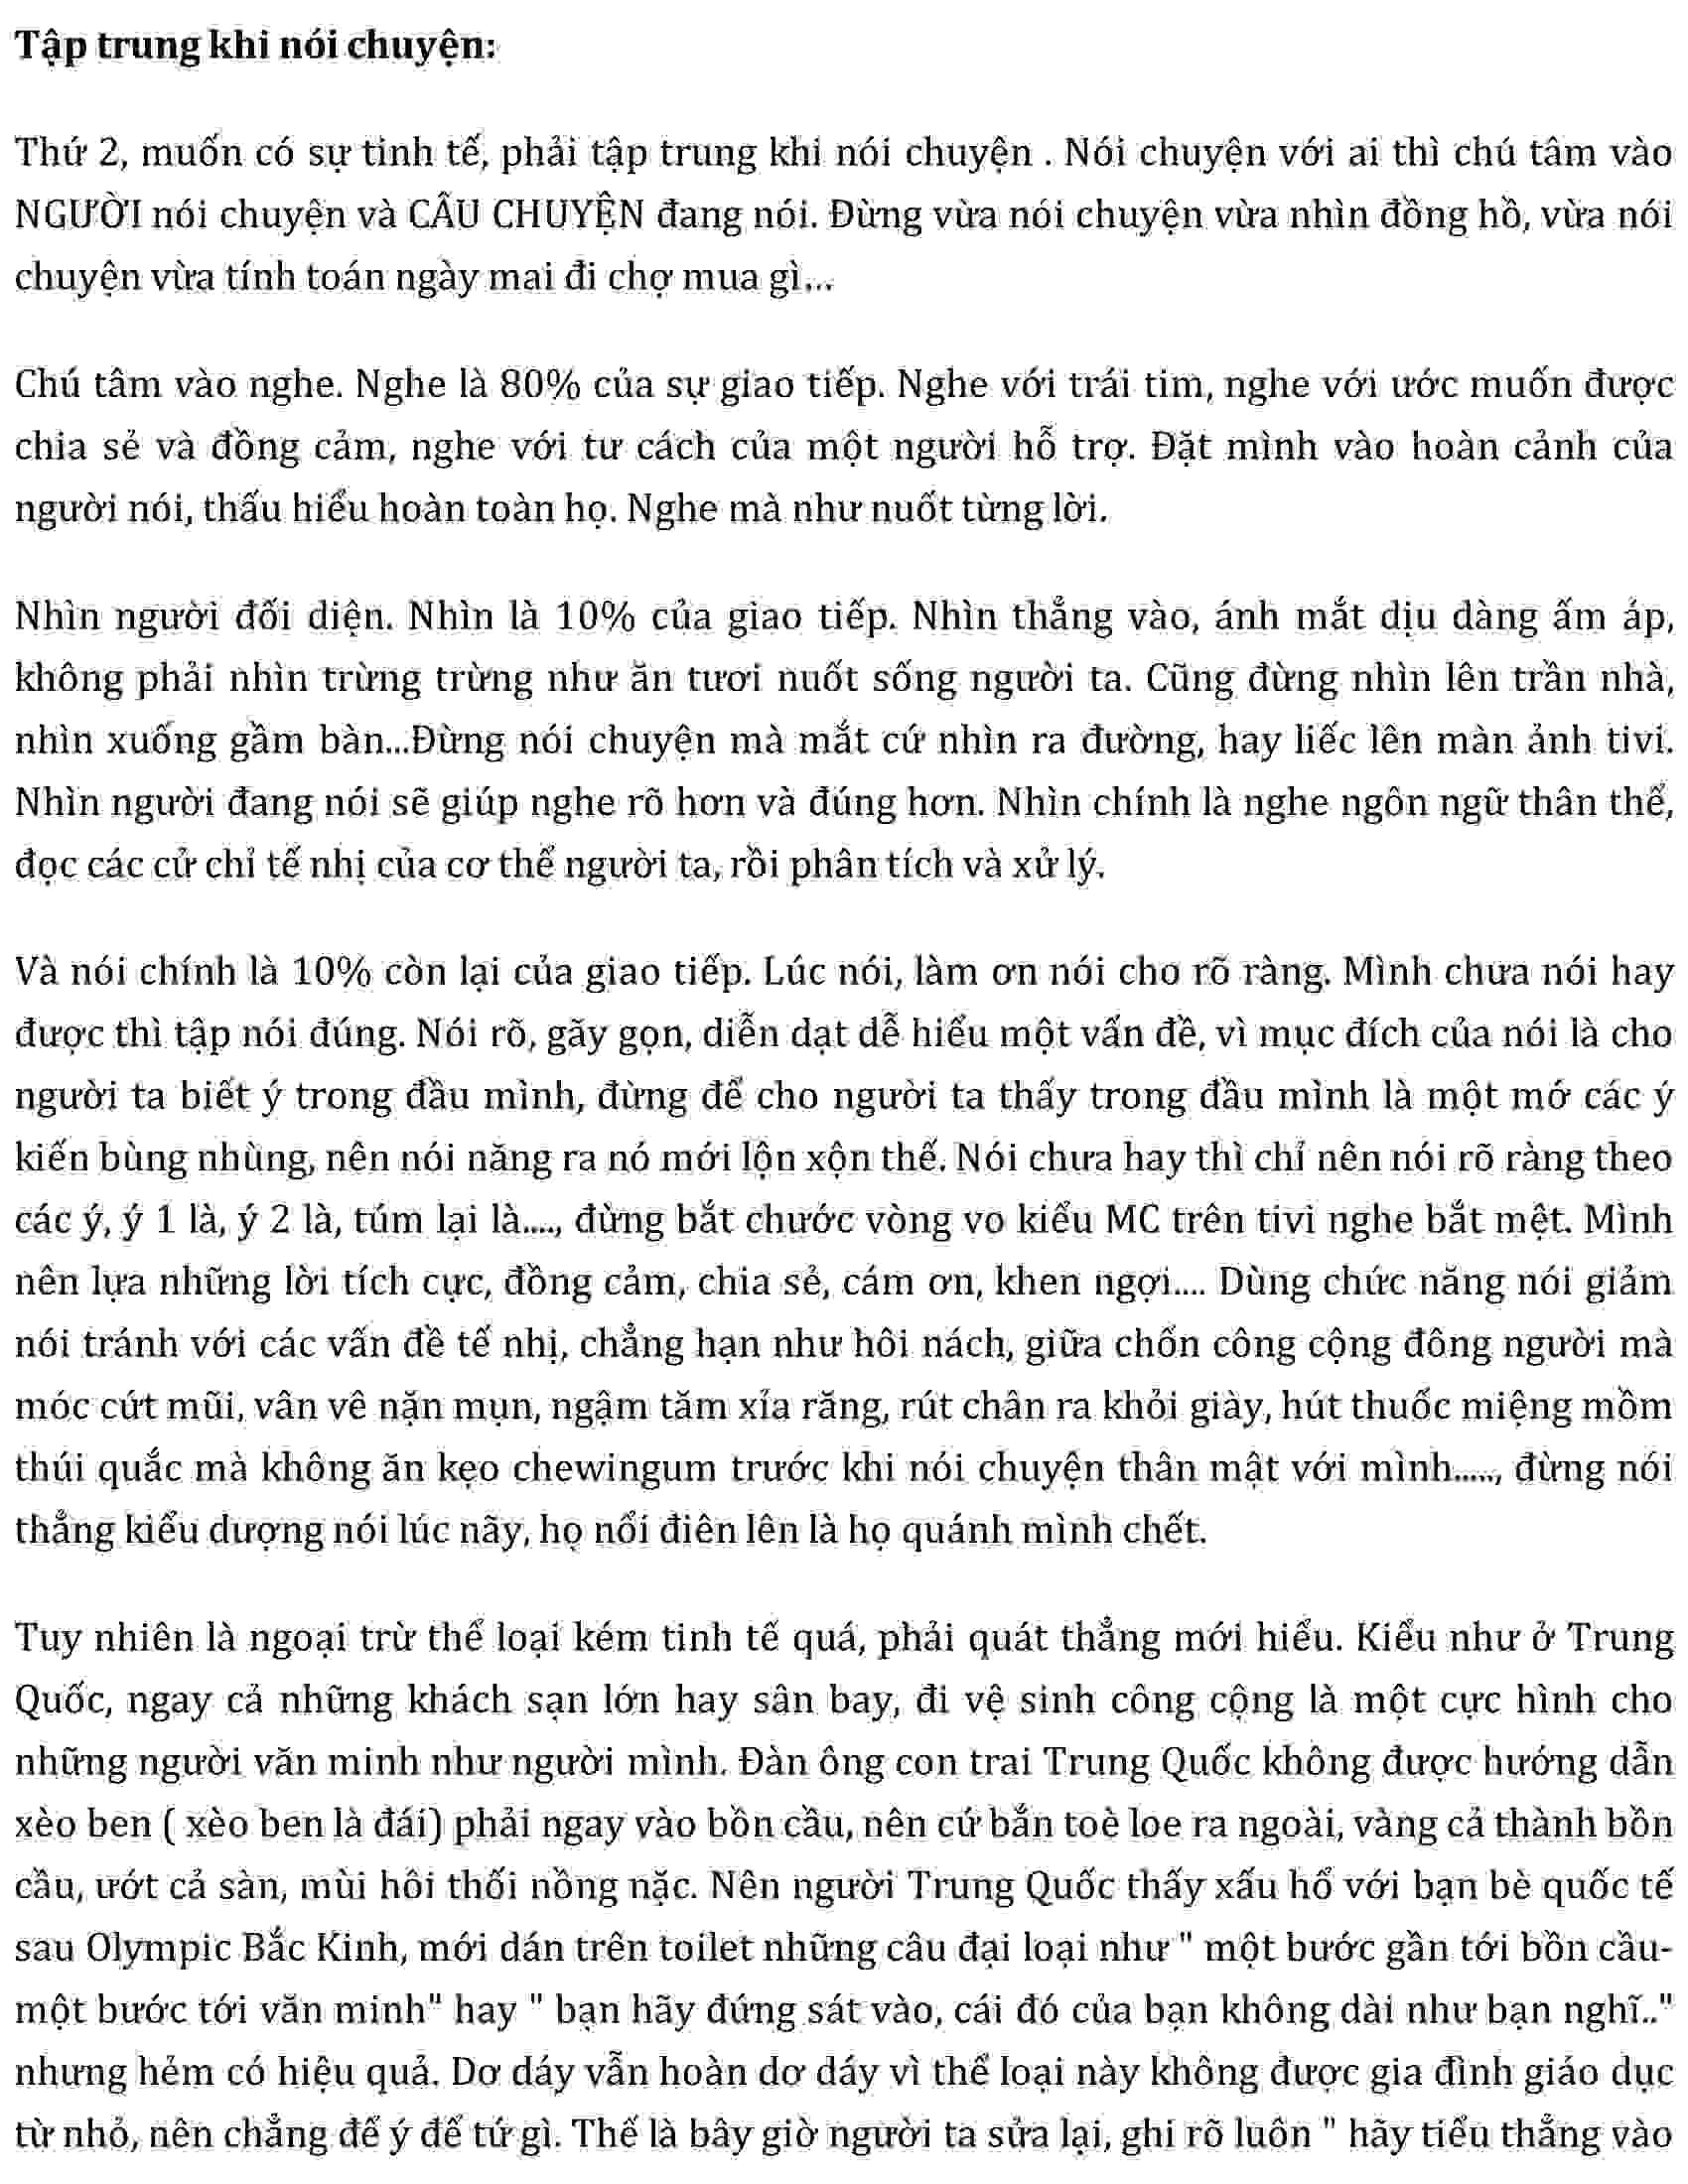 Tập trung khi nói chuyện:
Thứ 2, muốn có sự tinh tế, phải tập trung khi nói chuyện . Nói chuyện với ai thì chú tâm vào
NGƯỜI nói chuyện và CÂU CHUYỆN đang nói. Đừng vừa nói chuyện vừa nhìn đồng hồ, vừa nói
chuyện vừa tính toán ngày mai đi chợ mua gì...
Chú tâm vào nghe. Nghe là 80% của sự giao tiếp. Nghe với trái tim, nghe với ước muốn được
chia sẻ và đồng cảm, nghe với tư cách của một người hỗ trợ. Đặt mình vào hoàn cảnh của
người nói, thấu hiểu hoàn toàn họ. Nghe mà như nuốt từng lời.
Nhìn người đối diện. Nhìn là 10% của giao tiếp. Nhìn thẳng vào, ánh mắt dịu dàng ấm áp,
không phải nhìn trừng trừng như ăn tươi nuốt sống người ta. Cũng đừng nhìn lên trần nhà,
nhìn xuống gầm bàn...Đừng nói chuyện mà mắt cứ nhìn ra đường, hay liếc lên màn ảnh tivi.
Nhìn người đang nói sẽ giúp nghe rõ hơn và đúng hơn. Nhìn chính là nghe ngôn ngữ thân thể,
đọc các cử chỉ tế nhị của cơ thể người ta, rồi phân tích và xử lý.
Và nói chính là 10% còn lại của giao tiếp. Lúc nói, làm ơn nói cho rõ ràng. Mình chưa nói hay
được thì tập nói đúng. Nói rõ, gãy gọn, diễn dạt dễ hiểu một vấn đề, vì mục đích của nói là cho
người ta biết ý trong đầu mình, đừng để cho người ta thấy trong đầu mình là một mớ các ý
kiến bùng nhùng, nên nói năng ra nó mới lộn xộn thế. Nói chưa hay thì chỉ nên nói rõ ràng theo
các ý, ý 1 là, ý 2 là, túm lại là...., đừng bắt chước vòng vo kiểu MC trên tivi nghe bắt mệt. Mình
nên lựa những lời tích cực, đồng cảm, chia sẻ, cám ơn, khen ngợi.... Dùng chức năng nói giảm
nói tránh với các vấn đề tế nhị, chẳng hạn như hôi nách, giữa chốn công cộng đông người mà
móc cứt mũi, vân vê nặn mụn, ngậm tăm xỉa răng, rút chân ra khỏi giày, hút thuốc miệng mồm
thúi quắc mà không ăn kẹo chewingum trước khi nói chuyện thân mật với mình....., đừng nói
thẳng kiểu dượng nói lúc nãy, họ nổi điên lên là họ quánh mình chết.
Tuy nhiên là ngoại trừ thể loại kém tinh tế quá, phải quát thẳng mới hiểu. Kiểu như ở Trung
Quốc, ngay cả những khách sạn lớn hay sân bay, đi vệ sinh công cộng là một cực hình cho
những người văn minh như người mình. Đàn ông con trai Trung Quốc không được hướng dẫn
xèo ben ( xèo ben là đái) phải ngay vào bồn cầu, nên cứ bắn toè loe ra ngoài, vàng cả thành bồn
cầu, ướt cả sàn, mùi hôi thối nồng nặc. Nên người Trung Quốc thấy xấu hổ với bạn bè quốc tế
sau Olympic Bắc Kinh, mới dán trên toilet những câu đại loại như " một bước gần tới bồn cầu-
một bước tới văn minh" hay " bạn hãy đứng sát vào, cái đó của bạn không dài như bạn nghĩ.."
nhưng hẻm có hiệu quả. Dơ dáy vẫn hoàn dơ dáy vì thể loại này không được gia đình giáo dục
từ nhỏ, nên chẳng để ý để tứ gì. Thế là bây giờ người ta sửa lại, ghi rõ luôn " hãy tiểu thẳng vào